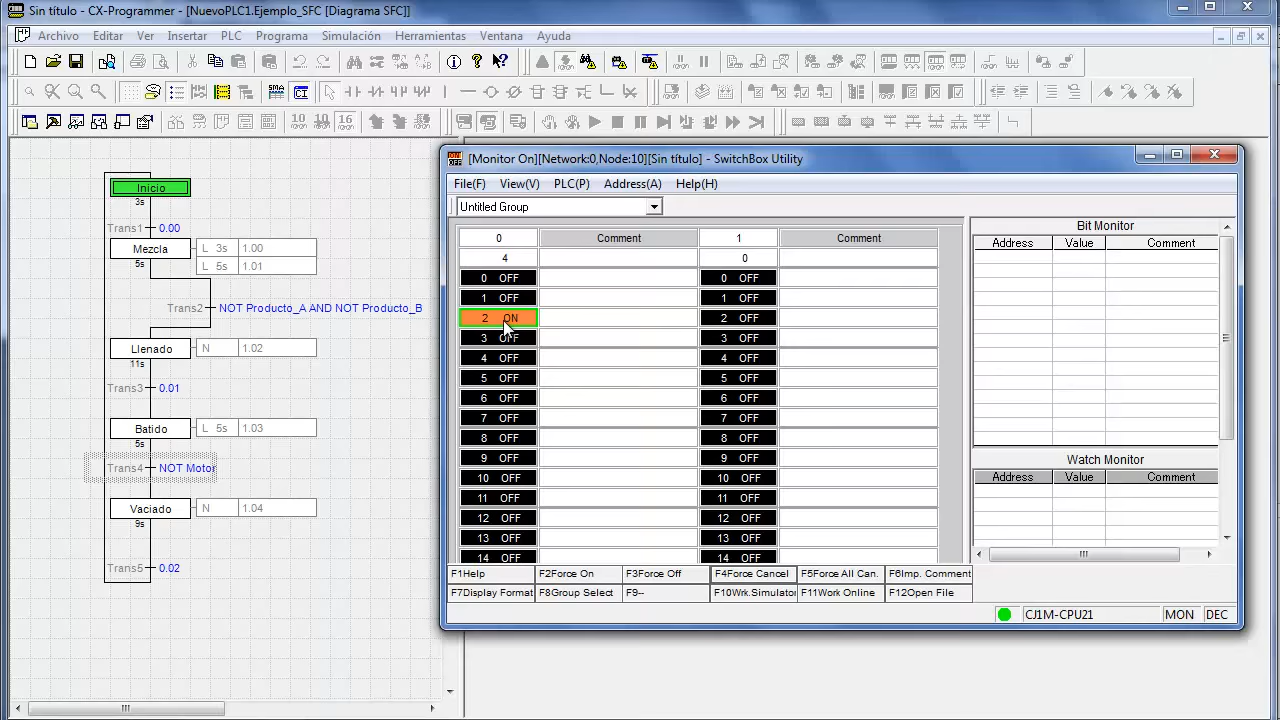 Sin título - CX-Programmer - [NuevoPLC1.Ejemplo_SFC [Diagrama SFC]]
Archivo Editar Ver Insertar PLC Programa Simulación Herramientas Ventana Ayuda
Inicio
3s
Trans1 0.00
Mezcla L 3s 1.00
L 5s 1.01
5s
Trans2 NOT Producto_A AND NOT Producto_B
Llenado N 1.02
11s
Trans3 0.01
Batido L 5s 1.03
5s
Trans4 NOT Motor
Vaciado N 1.04
9s
Trans5 0.02
[Monitor On][Network:0,Node:10][Sin título] - SwitchBox Utility
File(F) View(V) PLC(P) Address(A) Help(H)
Untitled Group
0 Comment 1 Comment
4 0
0 OFF 0 OFF
1 OFF 1 OFF
2 ON 2 OFF
3 OFF 3 OFF
4 OFF 4 OFF
5 OFF 5 OFF
6 OFF 6 OFF
7 OFF 7 OFF
8 OFF 8 OFF
9 OFF 9 OFF
10 OFF 10 OFF
11 OFF 11 OFF
12 OFF 12 OFF
13 OFF 13 OFF
14 OFF 14 OFF
Bit Monitor
Address Value Comment
Watch Monitor
Address Value Comment
F1Help F2Force On F3Force Off F4Force Cancel F5Force All Can. F6Imp. Comment
F7Display Format F8Group Select F9-- F10Wrk.Simulator F11Work Online F12Open File
CJ1M-CPU21 MON DEC